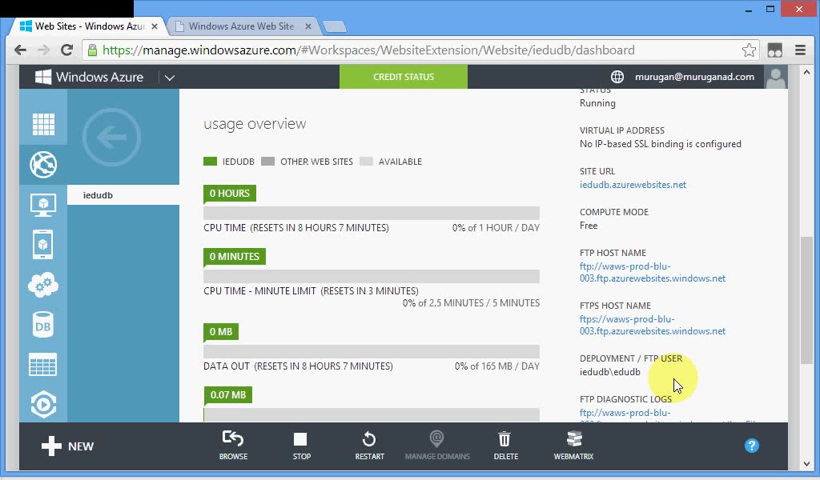 Web Sites - Windows Azu
Windows Azure Web Site
https://manage.windowsazure.com/#Workspaces/WebsiteExtension/Website/iedudb/dashboard
Windows Azure
CREDIT STATUS
murugan@muruganad.com
iedudb
usage overview
IEDUDB
OTHER WEB SITES
AVAILABLE
0 HOURS
CPU TIME (RESETS IN 8 HOURS 7 MINUTES)
0% of 1 HOUR / DAY
0 MINUTES
CPU TIME - MINUTE LIMIT (RESETS IN 3 MINUTES)
0% of 2.5 MINUTES / 5 MINUTES
0 MB
DATA OUT (RESETS IN 8 HOURS 7 MINUTES)
0% of 165 MB / DAY
0.07 MB
STATUS
Running
VIRTUAL IP ADDRESS
No IP-based SSL binding is configured
SITE URL
iedudb.azurewebsites.net
COMPUTE MODE
Free
FTP HOST NAME
ftp://waws-prod-blu-
003.ftp.azurewebsites.windows.net
FTPS HOST NAME
ftps://waws-prod-blu-
003.ftp.azurewebsites.windows.net
DEPLOYMENT / FTP USER
iedudb\edudb
FTP DIAGNOSTIC LOGS
ftp://waws-prod-blu-
DB
NEW
BROWSE
STOP
RESTART
MANAGE DOMAINS
DELETE
WEBMATRIX
?